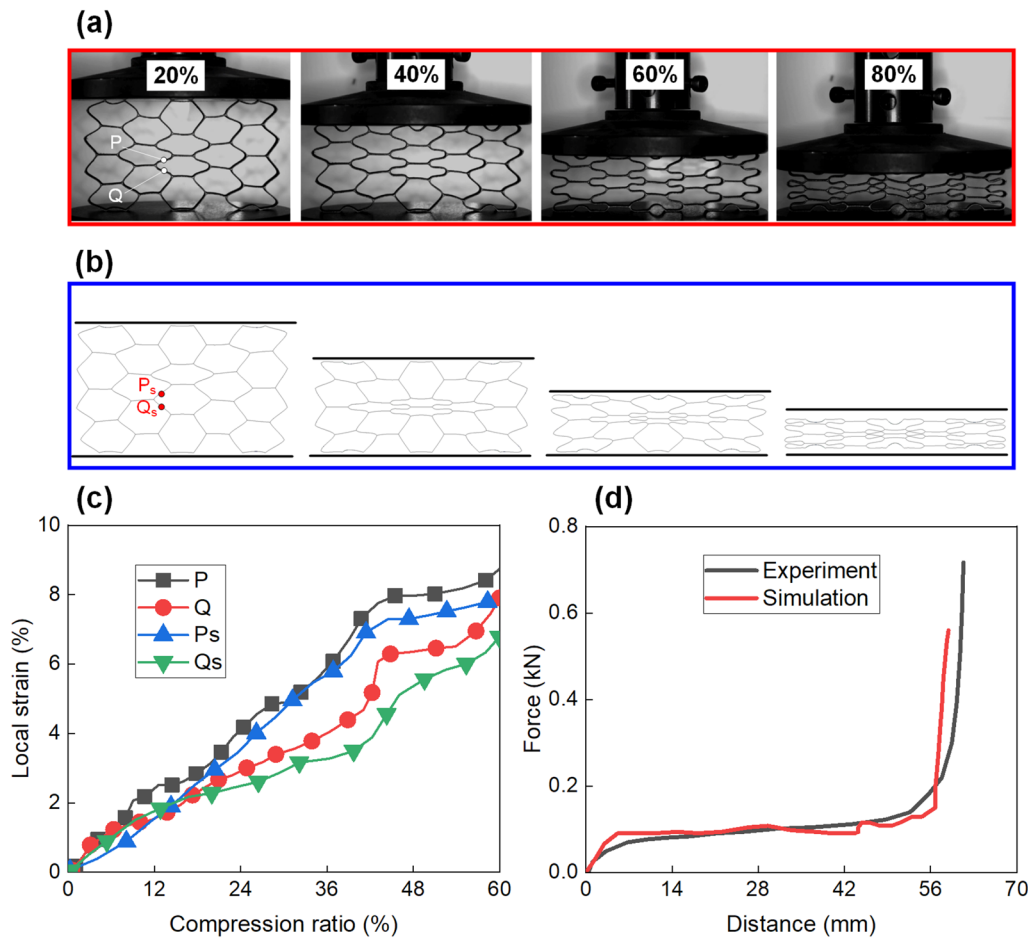 (a)
20%
40%
60%
80%
P
Q
(b)
Ps
Qs
(c)
(d)
10
8
6
4
2
0
0
12
24
36
48
60
Local strain (%)
Compression ratio (%)
P
Q
Ps
Qs
0.8
0.6
0.4
0.2
0.0
0
14
28
42
56
70
Force (kN)
Distance (mm)
Experiment
Simulation